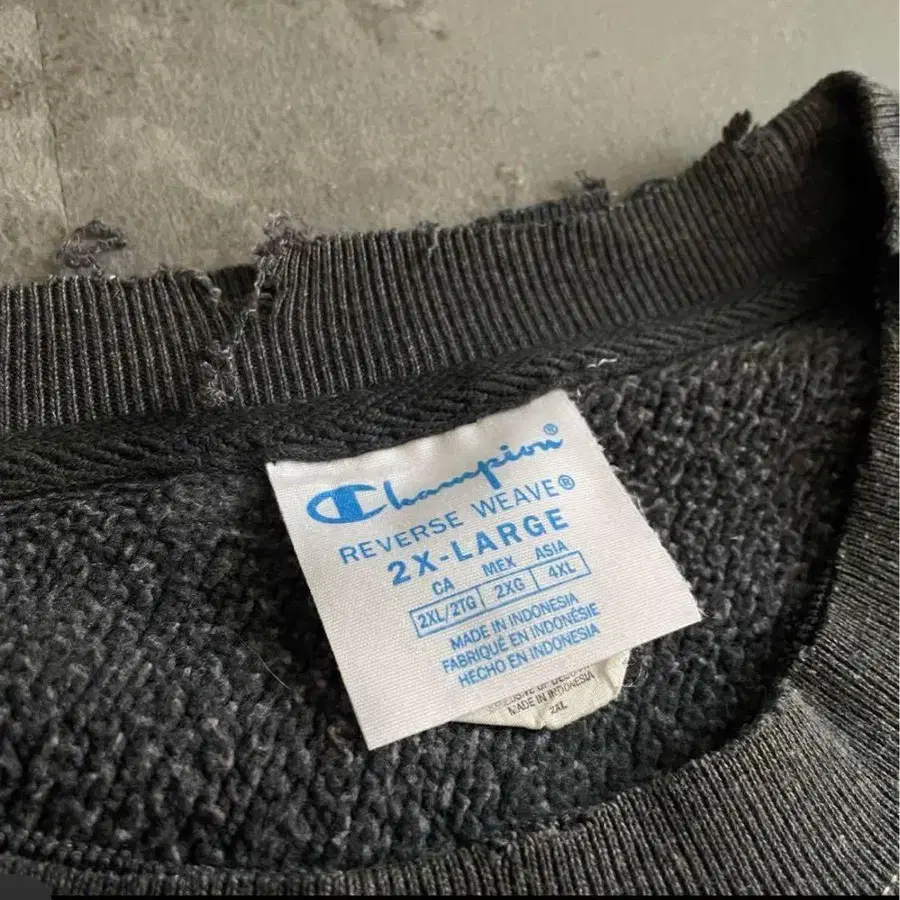 Champion®
REVERSE WEAVE®
2X-LARGE
CA MEX ASIA
2XL/2TG 2XG 4XL
MADE IN INDONESIA
FABRIQUÉ EN INDONÉSIE
HECHO EN INDONESIA
MADE IN INDONESIA
2XL